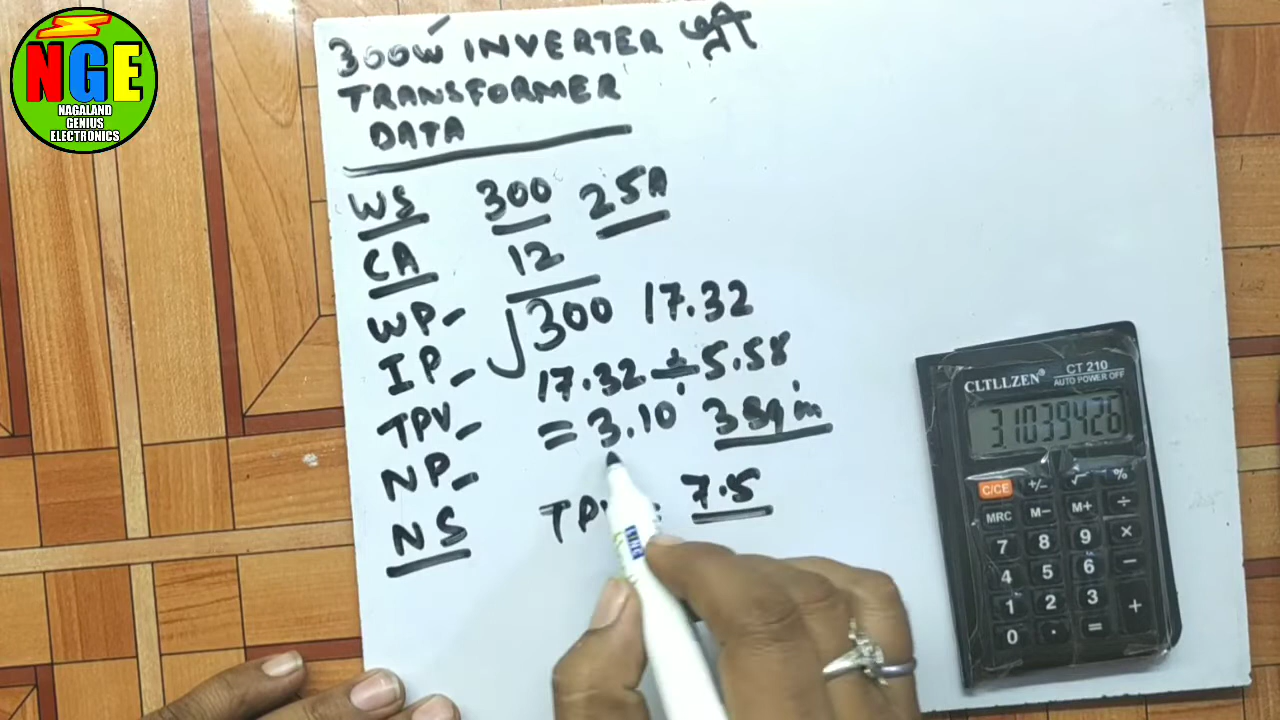 NGE
NAGALAND
GENIUS
ELECTRONICS
300W INVERTER
TRANSFORMER
DATA
WS 300 25A
CA 12
WP- √300 17.32
IP- 17.32 ÷ 5.58
TPV- = 3.10 3 Sq in
NP-
NS TPV 7.5
CLTLLZEN® CT 210
AUTO POWER OFF
3.1039426
C/CE +/- √ %
MRC M- M+ ÷
7 8 9 ×
4 5 6 -
1 2 3 +
0 . =